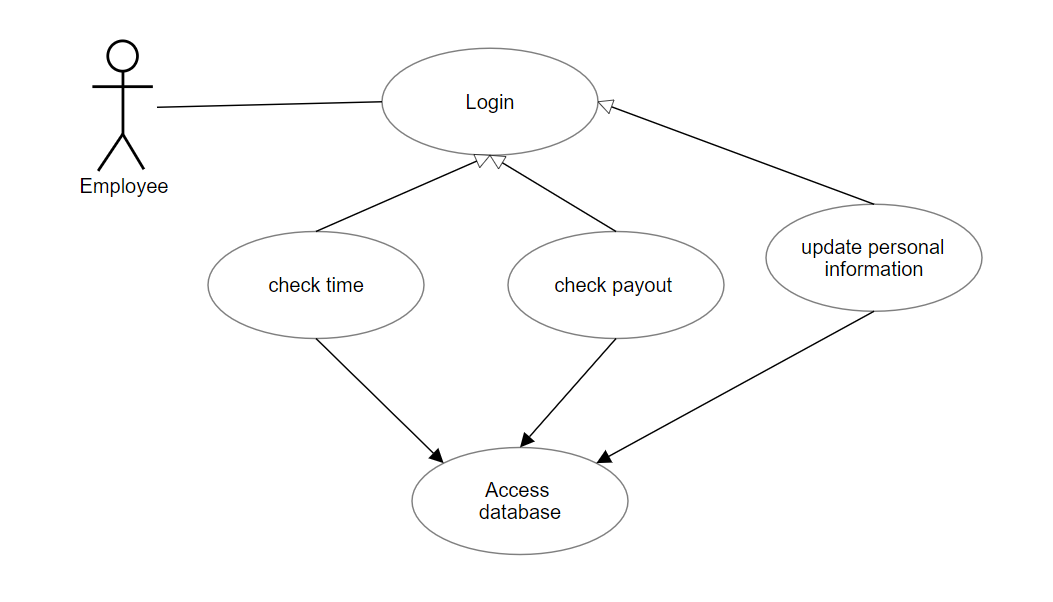 Login
Employee
check time
check payout
update personal
information
Access
database